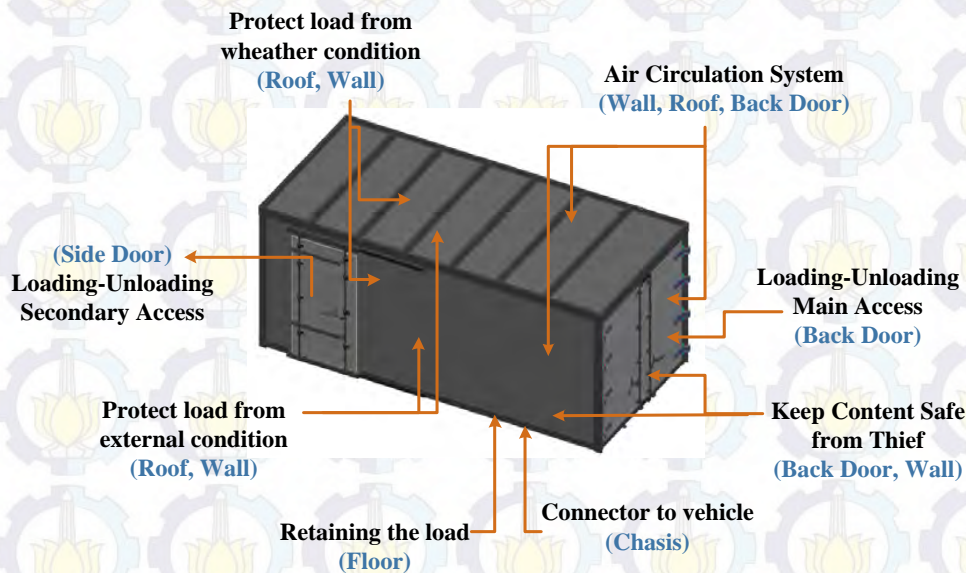 Protect load from
wheather condition
(Roof, Wall)
Air Circulation System
(Wall, Roof, Back Door)
(Side Door)
Loading-Unloading
Secondary Access
Loading-Unloading
Main Access
(Back Door)
Protect load from
external condition
(Roof, Wall)
Keep Content Safe
from Thief
(Back Door, Wall)
Retaining the load
(Floor)
Connector to vehicle
(Chasis)